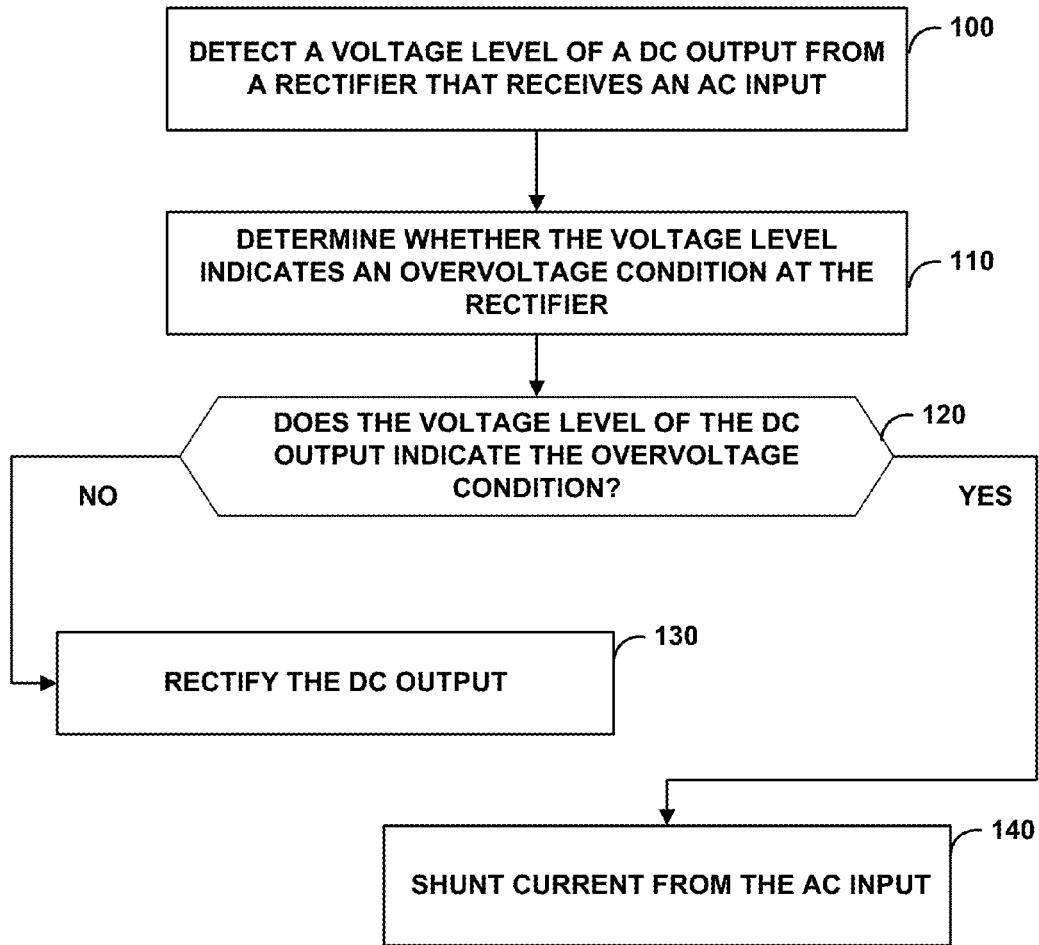 100
DETECT A VOLTAGE LEVEL OF A DC OUTPUT FROM
A RECTIFIER THAT RECEIVES AN AC INPUT
DETERMINE WHETHER THE VOLTAGE LEVEL
INDICATES AN OVERVOLTAGE CONDITION AT THE
RECTIFIER
110
DOES THE VOLTAGE LEVEL OF THE DC
OUTPUT INDICATE THE OVERVOLTAGE
CONDITION?
120
NO
YES
130
RECTIFY THE DC OUTPUT
140
SHUNT CURRENT FROM THE AC INPUT